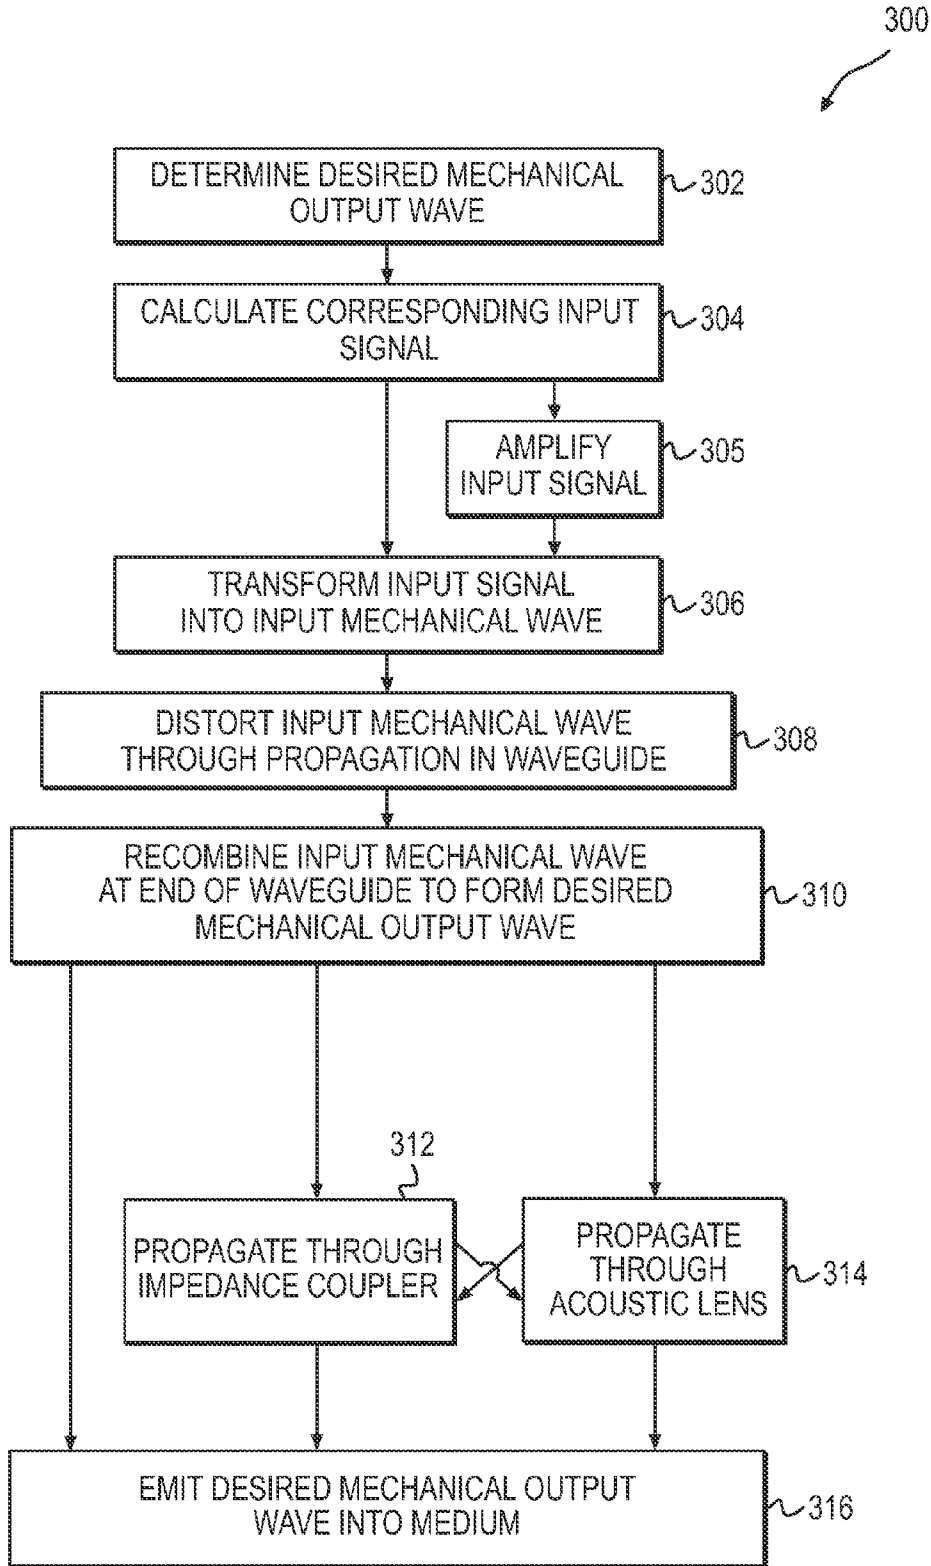 300
DETERMINE DESIRED MECHANICAL
OUTPUT WAVE
302
CALCULATE CORRESPONDING INPUT
SIGNAL
304
AMPLIFY
INPUT SIGNAL
305
TRANSFORM INPUT SIGNAL
INTO INPUT MECHANICAL WAVE
306
DISTORT INPUT MECHANICAL WAVE
THROUGH PROPAGATION IN WAVEGUIDE
308
RECOMBINE INPUT MECHANICAL WAVE
AT END OF WAVEGUIDE TO FORM DESIRED
MECHANICAL OUTPUT WAVE
310
312
PROPAGATE THROUGH
IMPEDANCE COUPLER
PROPAGATE
THROUGH
ACOUSTIC LENS
314
EMIT DESIRED MECHANICAL OUTPUT
WAVE INTO MEDIUM
316